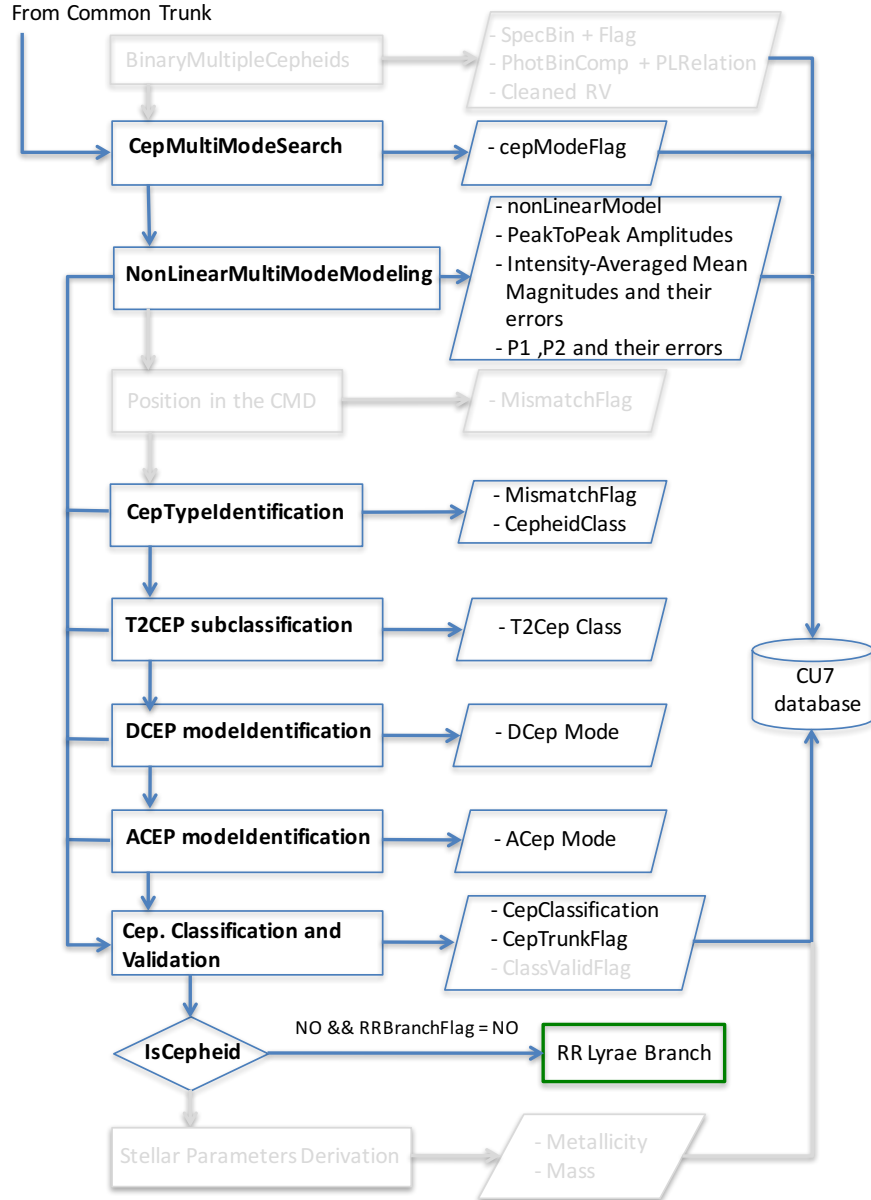 From Common Trunk
BinaryMultipleCepheids
- SpecBin + Flag
- PhotBinComp + PLRelation
- Cleaned RV
CepMultiModeSearch
- cepModeFlag
NonLinearMultiModeModeling
- nonLinearModel
- PeakToPeak Amplitudes
- Intensity-Averaged Mean
Magnitudes and their
errors
- P1 ,P2 and their errors
Position in the CMD
- MismatchFlag
CepTypeIdentification
- MismatchFlag
- CepheidClass
T2CEP subclassification
- T2Cep Class
CU7
database
DCEP modeIdentification
- DCep Mode
ACEP modeIdentification
- ACep Mode
Cep. Classification and
Validation
- CepClassification
- CepTrunkFlag
- ClassValidFlag
IsCepheid
NO && RRBranchFlag = NO
RR Lyrae Branch
Stellar Parameters Derivation
- Metallicity
- Mass